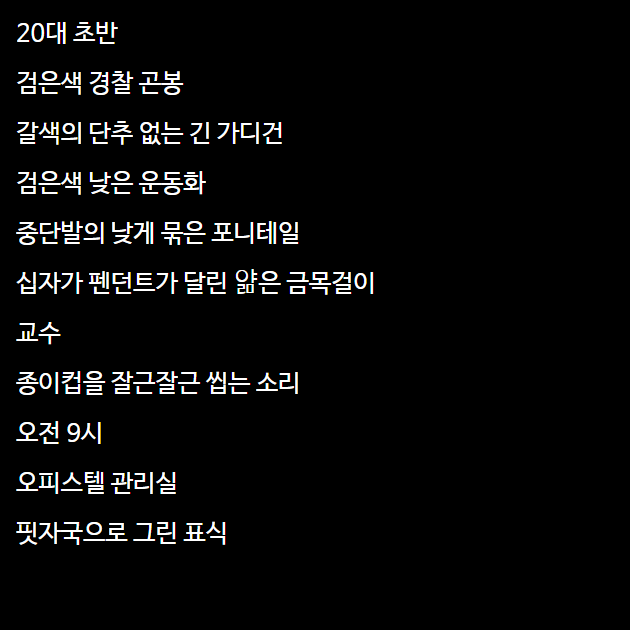 20대 초반
검은색 경찰 곤봉
갈색의 단추 없는 긴 가디건
검은색 낮은 운동화
중단발의 낮게 묶은 포니테일
십자가 펜던트가 달린 얆은 금목걸이
교수
종이컵을 잘근잘근 씹는 소리
오전 9시
오피스텔 관리실
핏자국으로 그린 표식